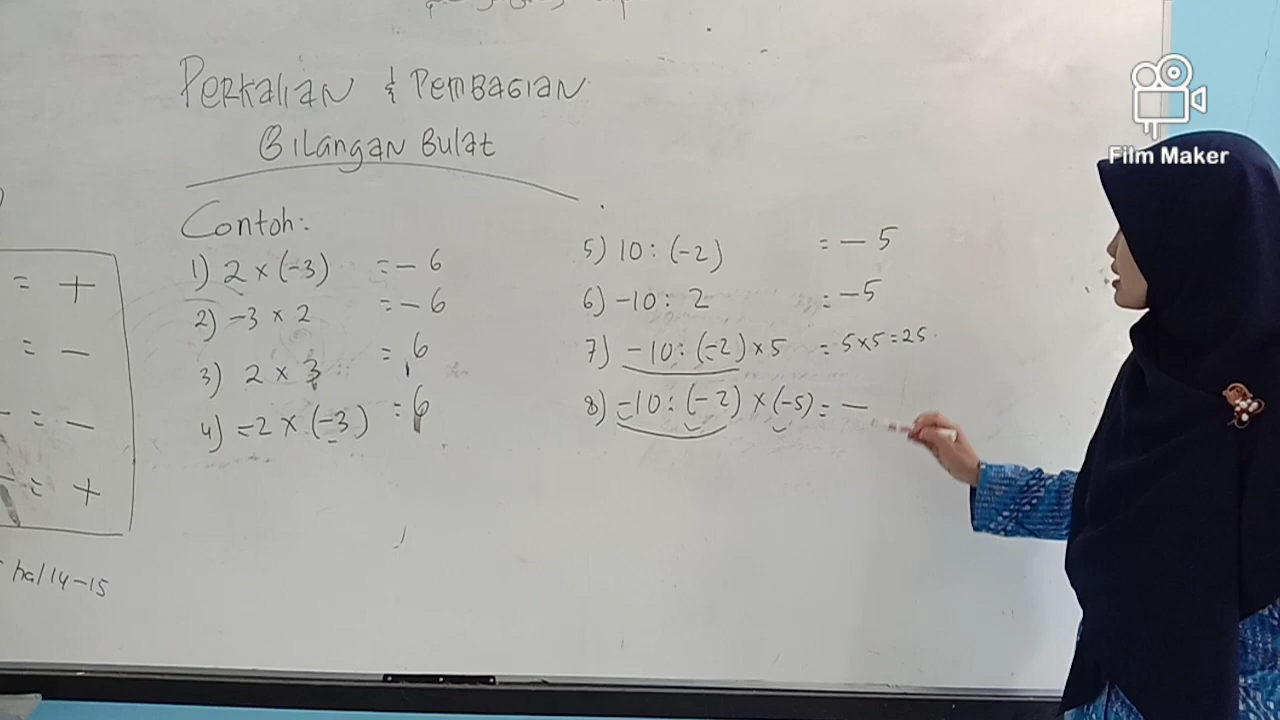 PERKALIAN & PEMBAGIAN
BILANGAN BULAT
Contoh:
1) 2 × (-3) = - 6
2) -3 × 2 = - 6
3) 2 × 3 = 6
4) -2 × (-3) = 6
5) 10 : (-2) = - 5
6) -10 : 2 = -5
7) -10 : (-2) × 5 = 5×5 = 25
8) -10 : (-2) × (-5) = -
= +
= -
= -
= +
hal 14-15
Film Maker